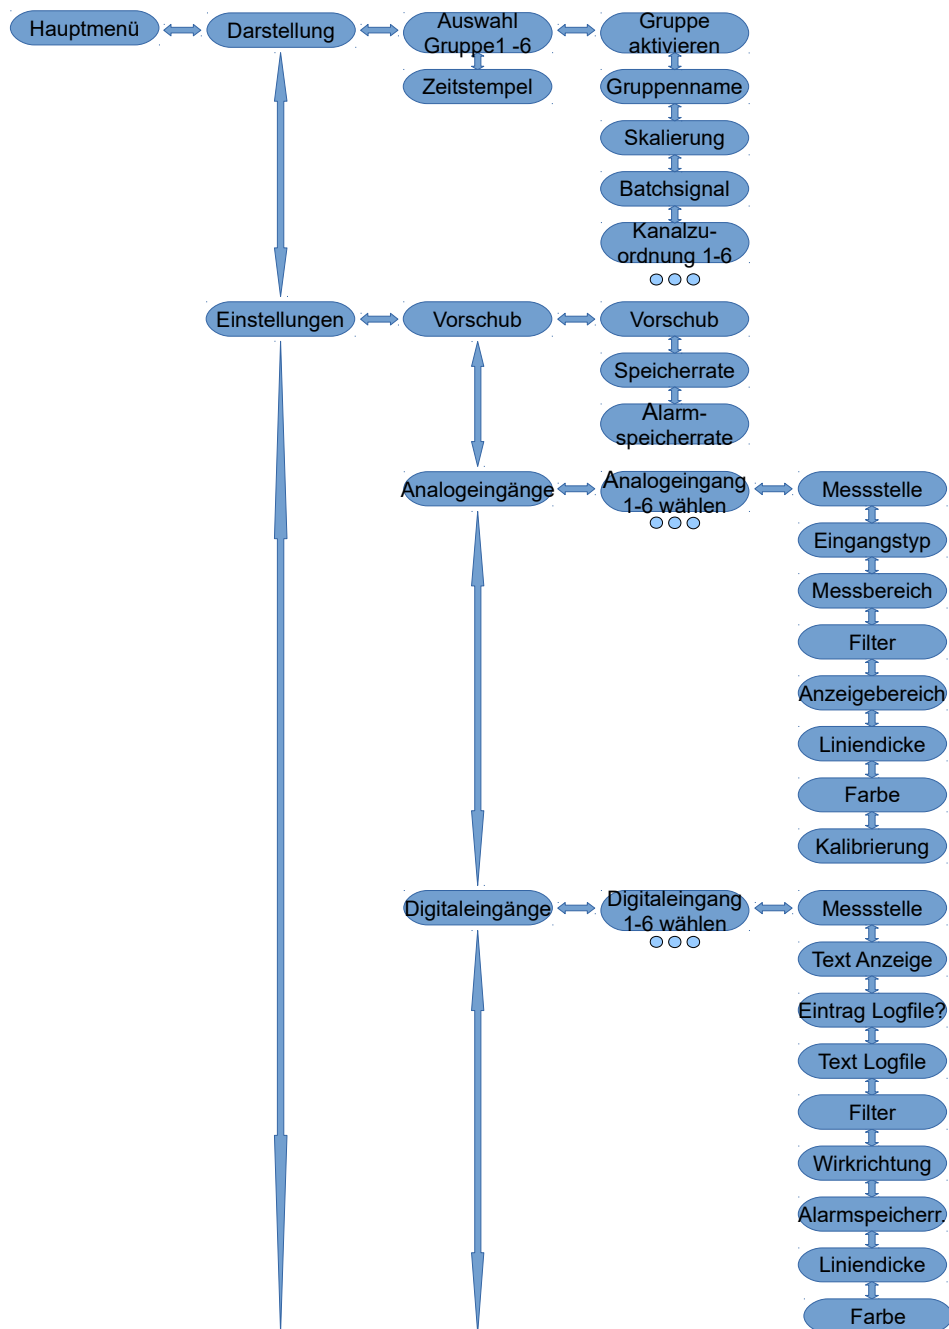 Hauptmenü
Darstellung
Auswahl
Gruppe1 -6
Gruppe
aktivieren
Zeitstempel
Gruppenname
Skalierung
Batchsignal
Kanalzu-
ordnung 1-6
Einstellungen
Vorschub
Vorschub
Speicherrate
Alarm-
speicherrate
Analogeingänge
Analogeingang
1-6 wählen
Messstelle
Eingangstyp
Messbereich
Filter
Anzeigebereich
Liniendicke
Farbe
Kalibrierung
Digitaleingänge
Digitaleingang
1-6 wählen
Messstelle
Text Anzeige
Eintrag Logfile?
Text Logfile
Filter
Wirkrichtung
Alarmspeicherr.
Liniendicke
Farbe